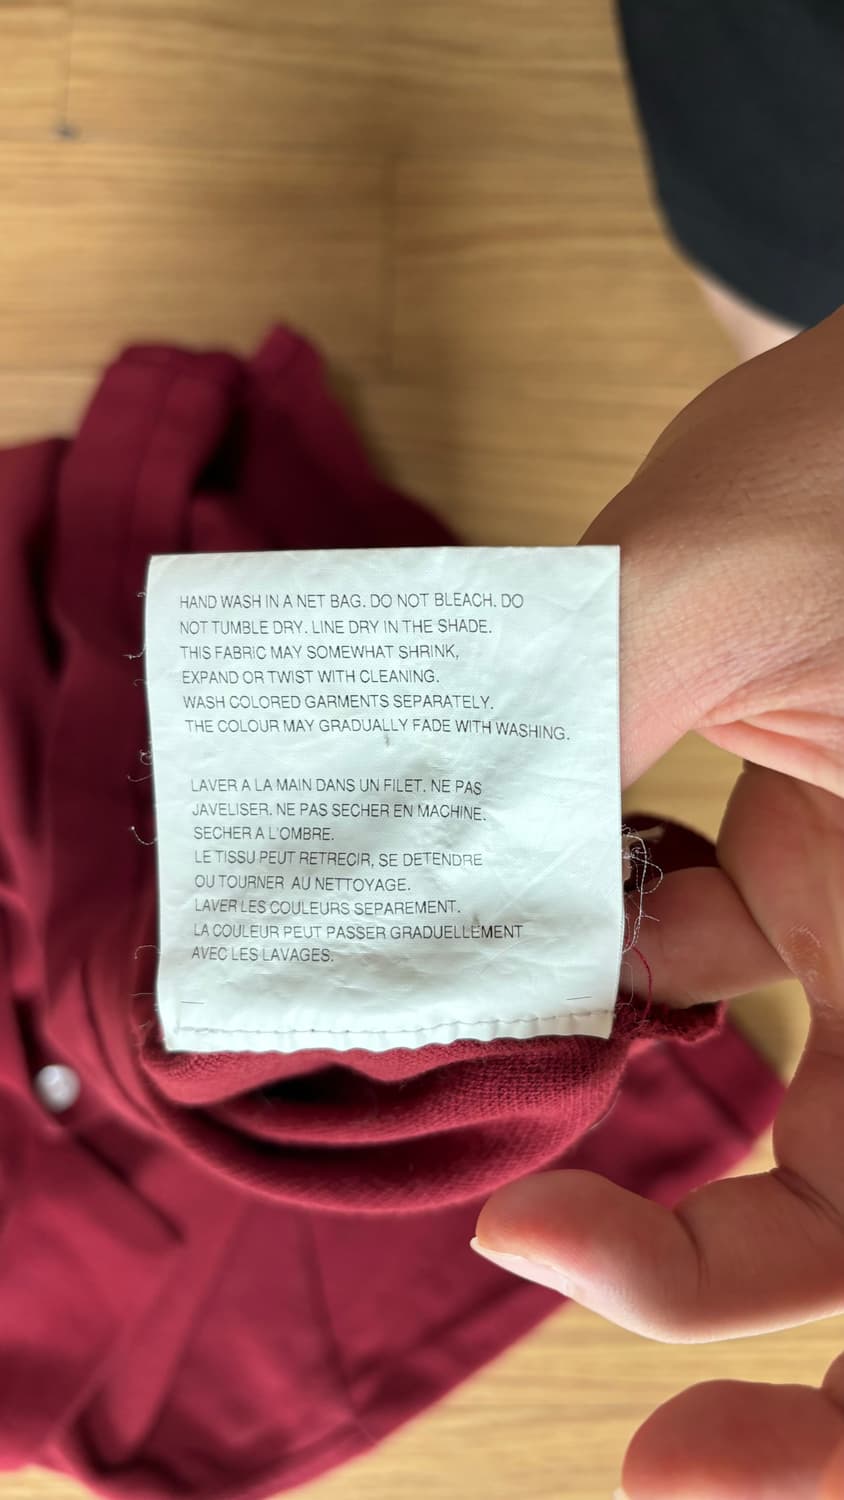 HAND WASH IN A NET BAG. DO NOT BLEACH. DO
NOT TUMBLE DRY. LINE DRY IN THE SHADE.
THIS FABRIC MAY SOMEWHAT SHRINK,
EXPAND OR TWIST WITH CLEANING.
WASH COLORED GARMENTS SEPARATELY.
THE COLOUR MAY GRADUALLY FADE WITH WASHING.
LAVER A LA MAIN DANS UN FILET. NE PAS
JAVELISER. NE PAS SECHER EN MACHINE.
SECHER A L'OMBRE.
LE TISSU PEUT RETRECIR, SE DETENDRE
OU TOURNER AU NETTOYAGE.
LAVER LES COULEURS SEPAREMENT.
LA COULEUR PEUT PASSER GRADUELLEMENT
AVEC LES LAVAGES.